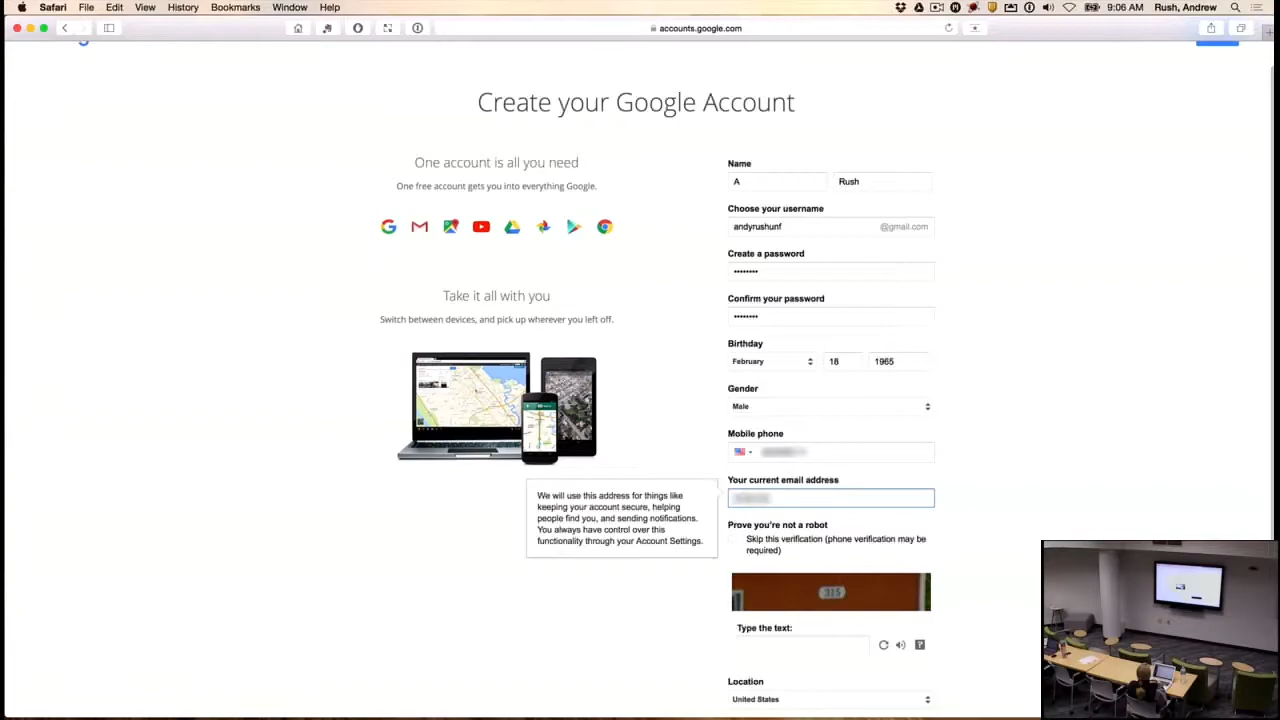 Safari File Edit View History Bookmarks Window Help 9:06 AM Rush, Andrew
accounts.google.com
Create your Google Account
One account is all you need
One free account gets you into everything Google.
Take it all with you
Switch between devices, and pick up wherever you left off.
Name
A Rush
Choose your username
andyrushunf @gmail.com
Create a password
••••••••
Confirm your password
••••••••
Birthday
February 18 1965
Gender
Male
Mobile phone
Your current email address
We will use this address for things like
keeping your account secure, helping
people find you, and sending notifications.
You always have control over this
functionality through your Account Settings.
Prove you're not a robot
Skip this verification (phone verification may be
required)
315
Type the text:
Location
United States